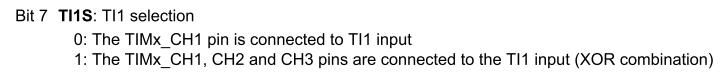 Bit 7 TI1S: TI1 selection
0: The TIMx_CH1 pin is connected to TI1 input
1: The TIMx_CH1, CH2 and CH3 pins are connected to the TI1 input (XOR combination)